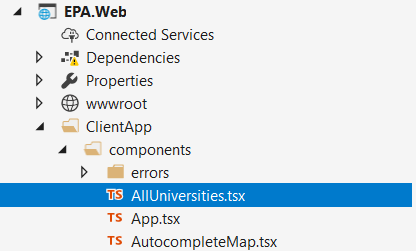 EPA.Web
Connected Services
Dependencies
Properties
wwwroot
ClientApp
components
errors
TS AllUniversities.tsx
TS App.tsx
TS AutocompleteMap.tsx